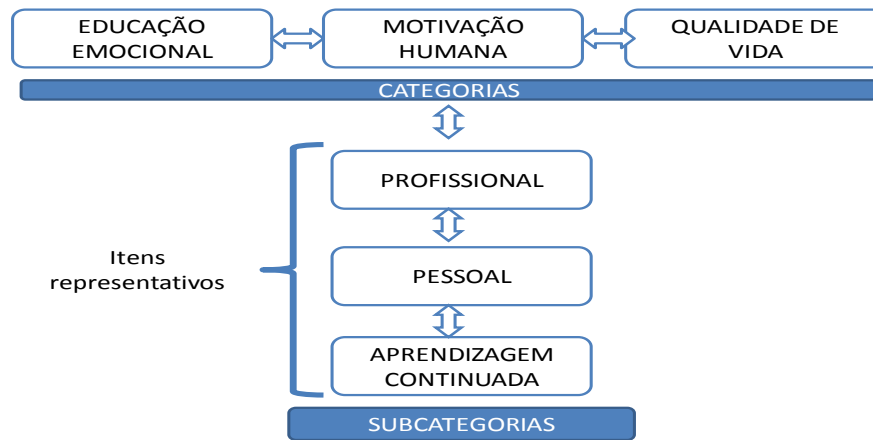 EDUCAÇÃO
EMOCIONAL
MOTIVAÇÃO
HUMANA
QUALIDADE DE
VIDA
CATEGORIAS
PROFISSIONAL
Itens
representativos
PESSOAL
APRENDIZAGEM
CONTINUADA
SUBCATEGORIAS